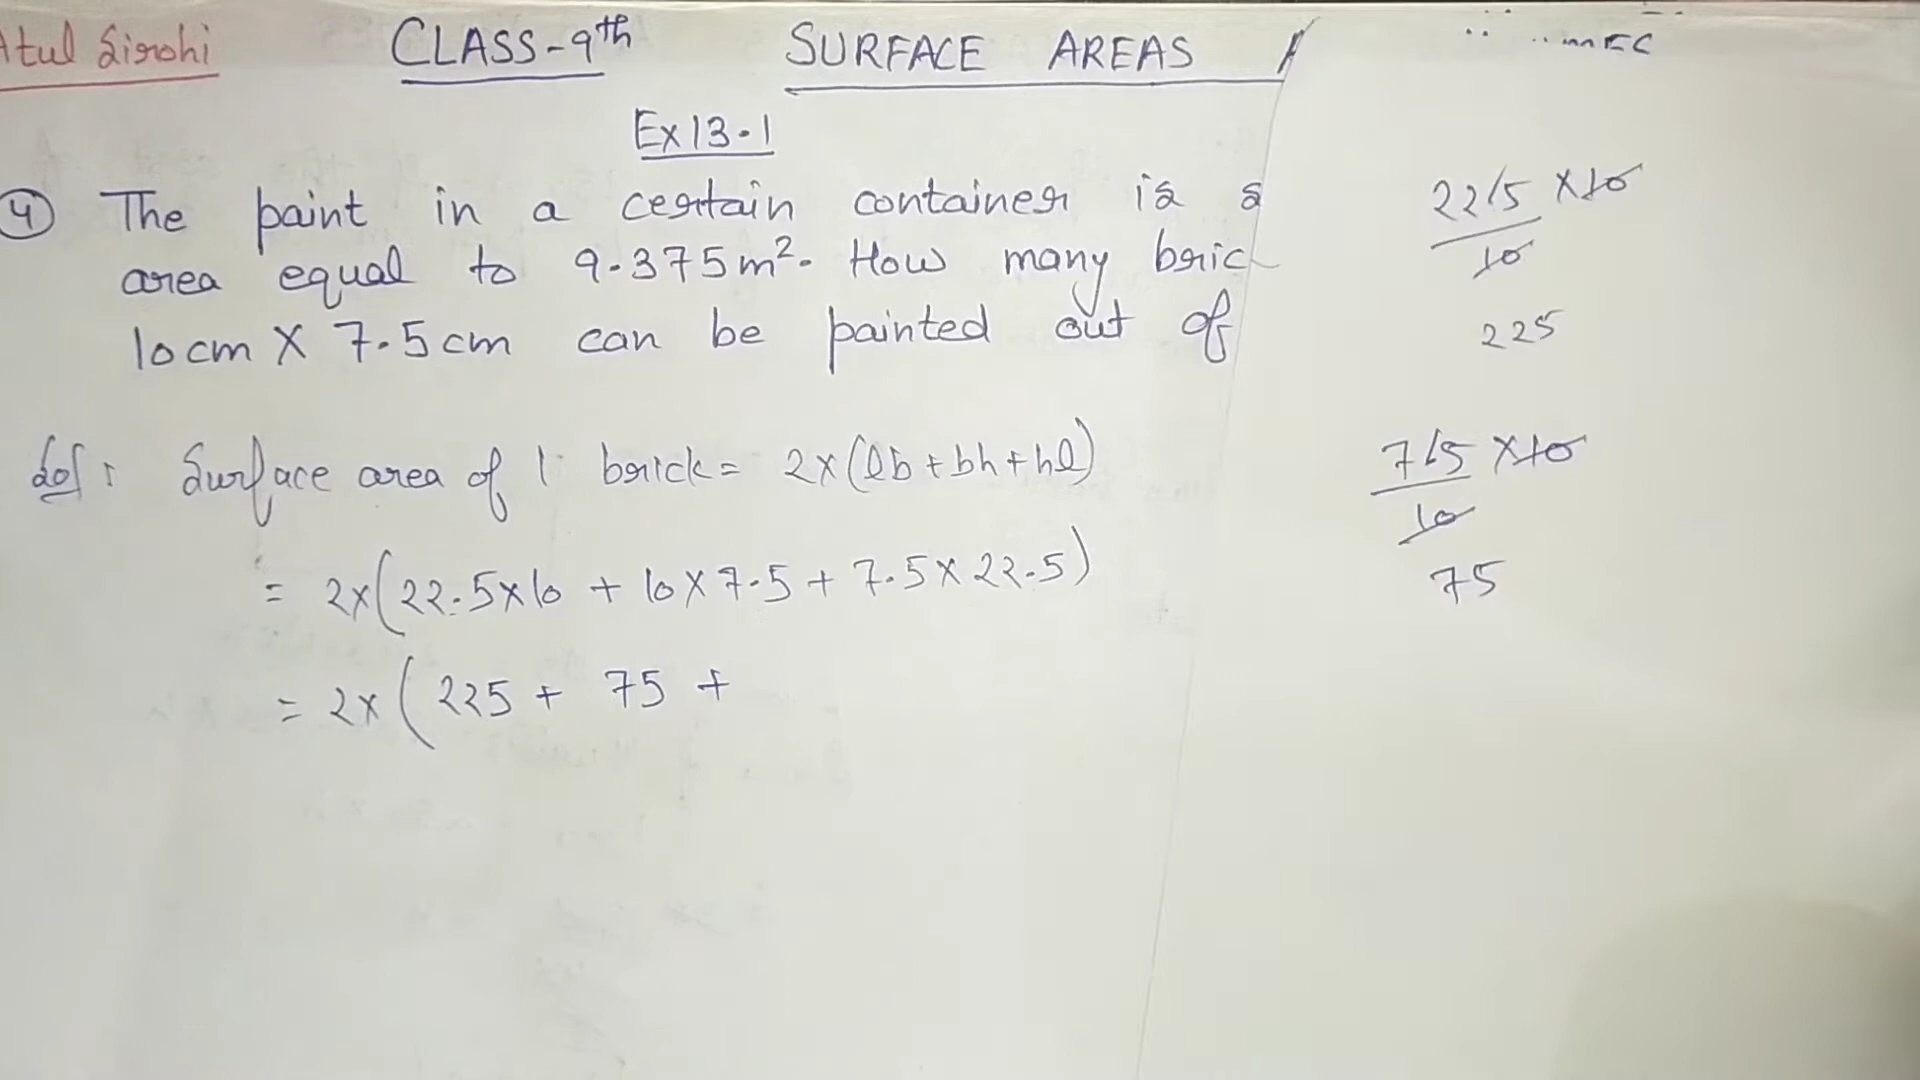 Atul Sirohi CLASS-9th SURFACE AREAS
Ex 13.1
4 The paint in a certain container is
area equal to 9.375m². How many
10cm X 7.5cm can be painted out of
Sol: Surface area of 1 brick = 2x(lb+bh+hl)
= 2x(22.5x10 + 10x7.5 + 7.5x22.5)
= 2x(225 + 75 +
22/5 x10
10
225
7/5 x10
10
75